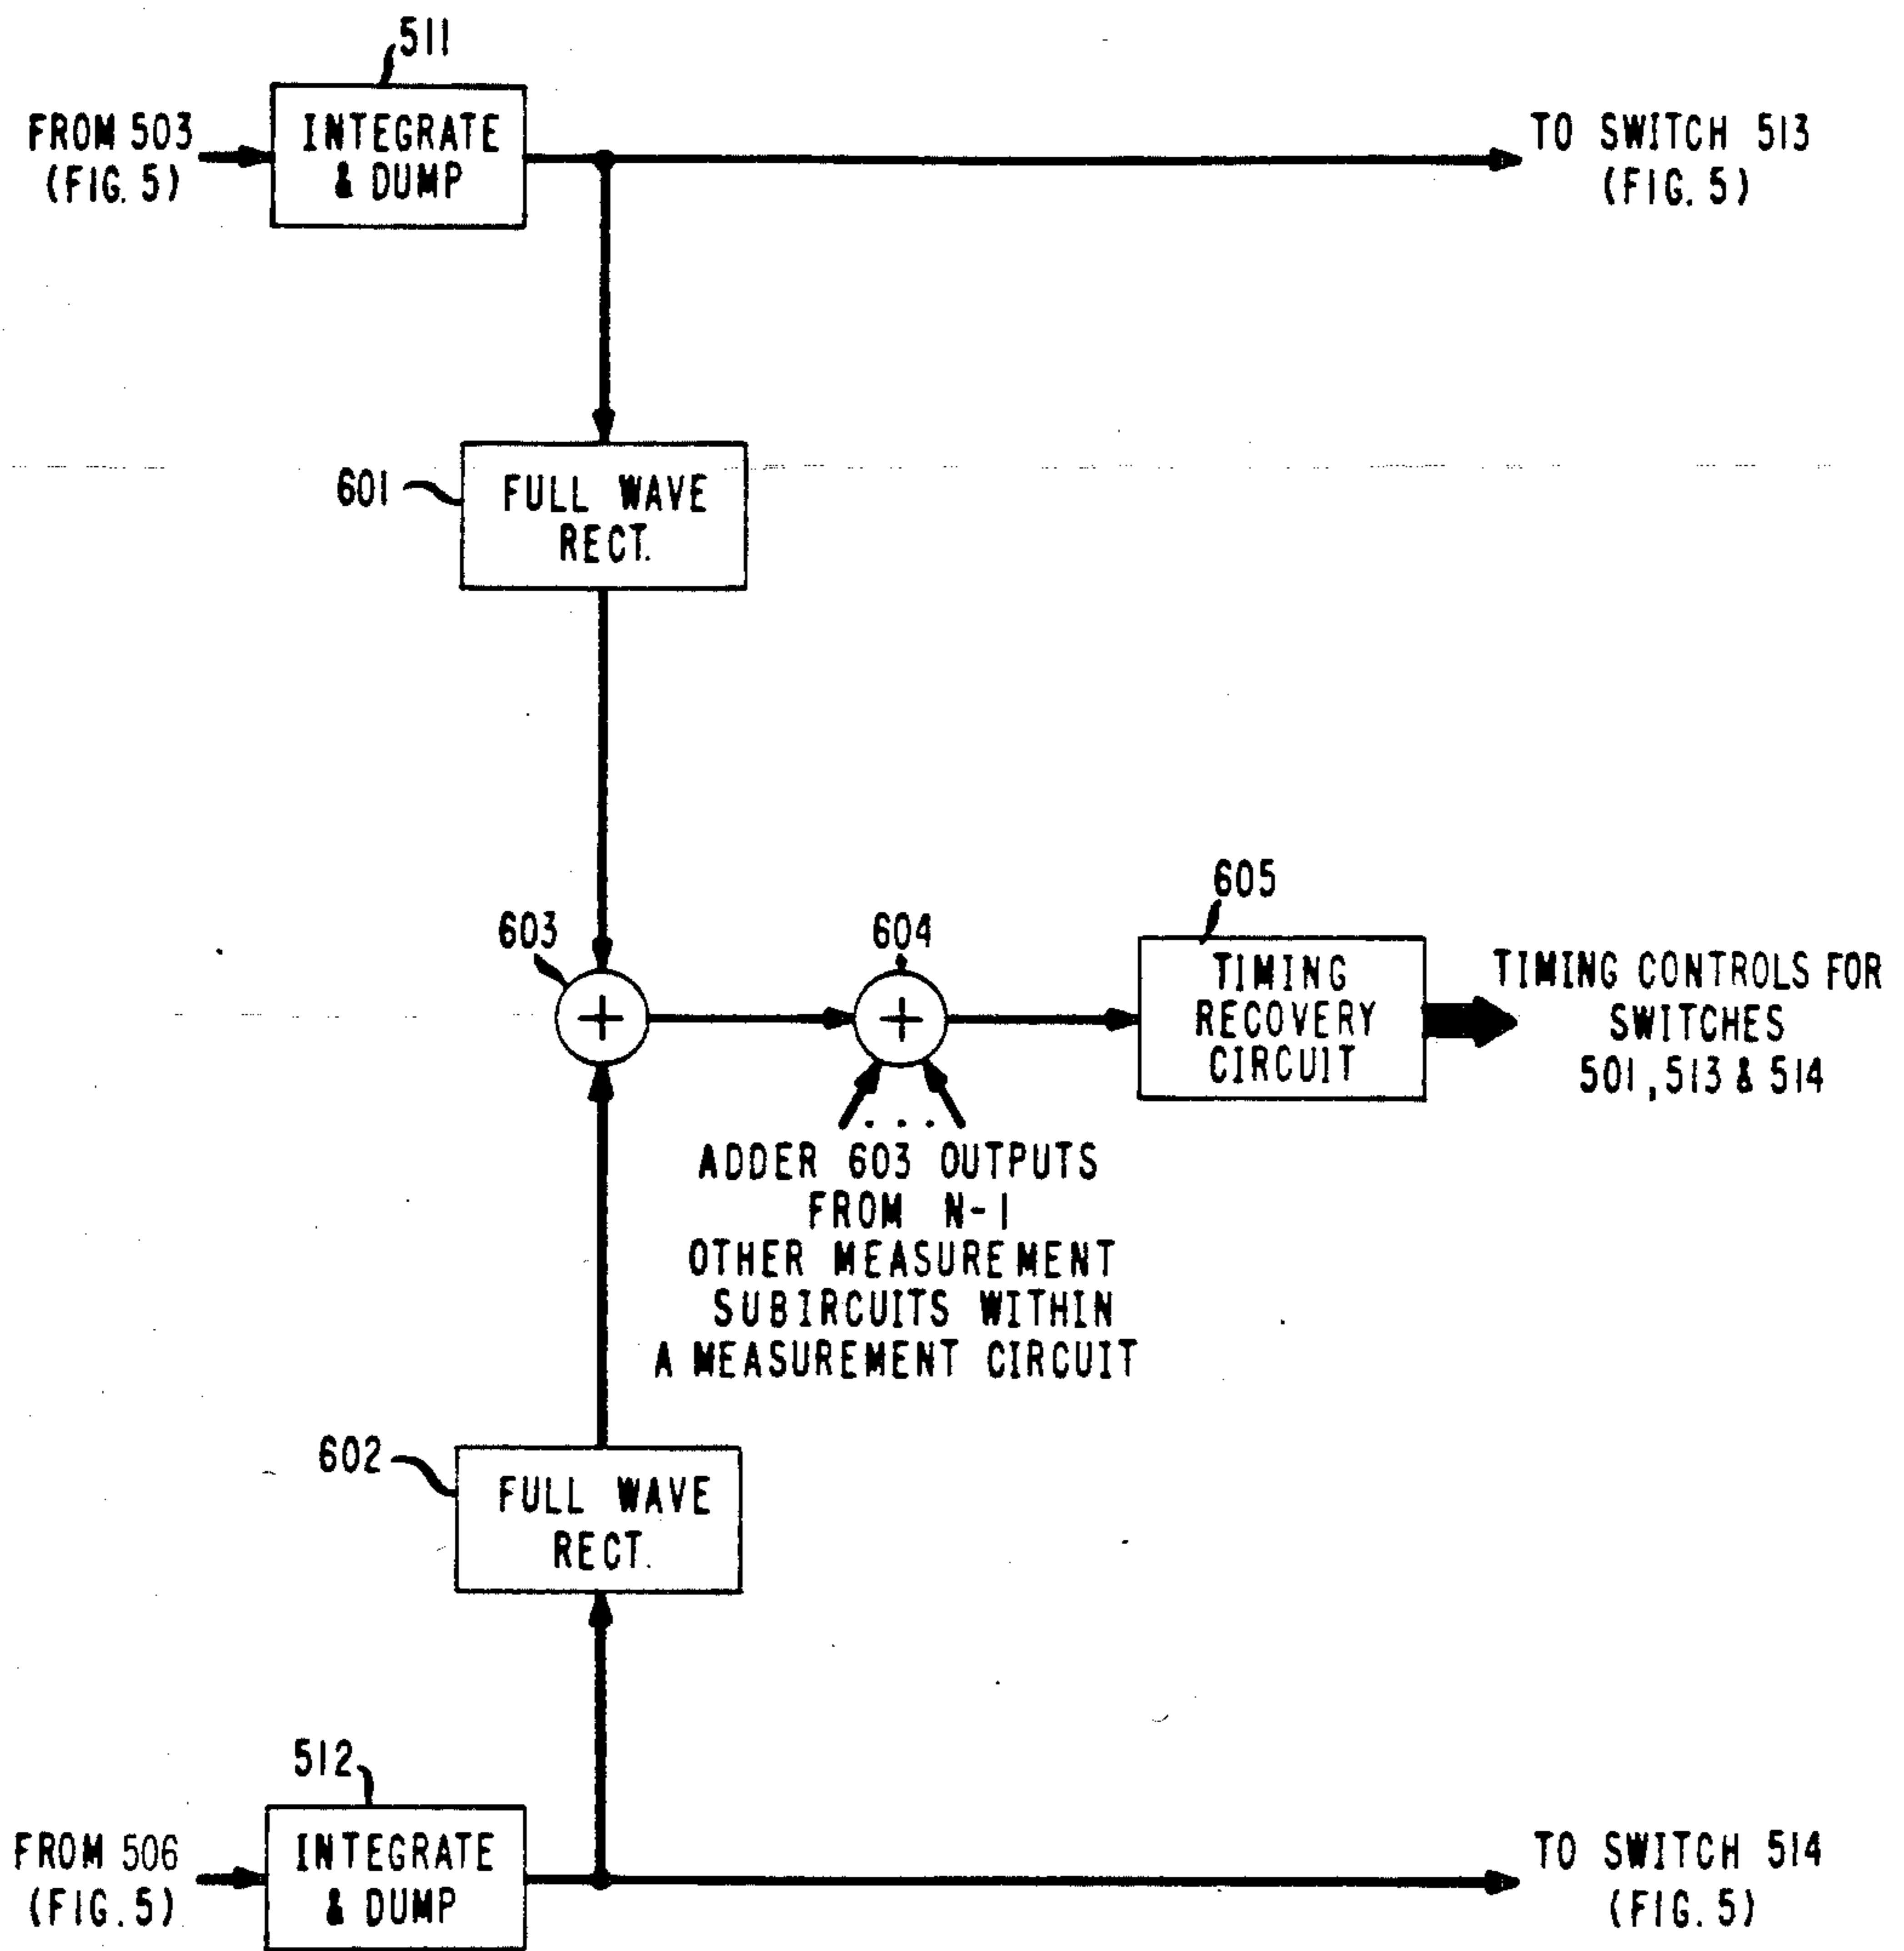 511
FROM 503
(FIG. 5)
INTEGRATE
& DUMP
TO SWITCH 513
(FIG. 5)
601
FULL WAVE
RECT.
603
604
605
+
+
TIMING
RECOVERY
CIRCUIT
TIMING CONTROLS FOR
SWITCHES
501, 513 & 514
. . .
ADDER 603 OUTPUTS
FROM N-1
OTHER MEASUREMENT
SUBIRCUITS WITHIN
A MEASUREMENT CIRCUIT
602
FULL WAVE
RECT.
512
FROM 506
(FIG. 5)
INTEGRATE
& DUMP
TO SWITCH 514
(FIG. 5)